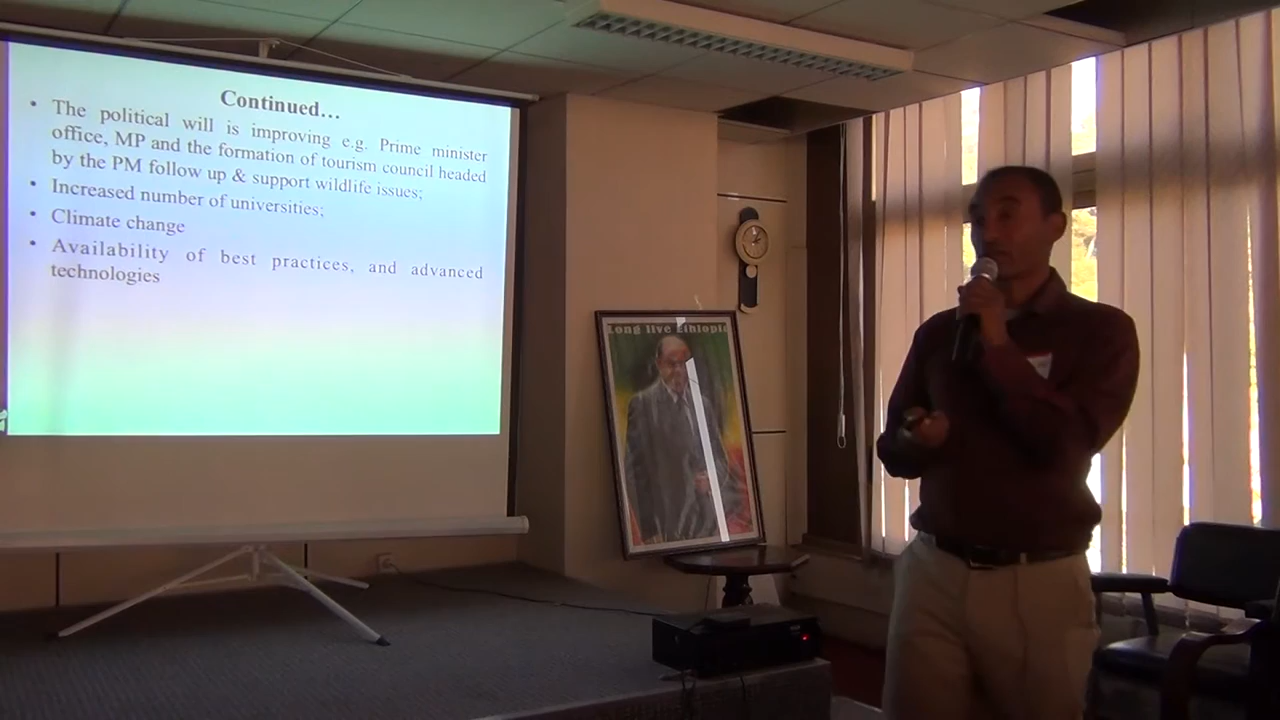 Continued…
• The political will is improving e.g. Prime minister
office, MP and the formation of tourism council headed
by the PM follow up & support wildlife issues;
• Increased number of universities;
• Climate change
• Availability of best practices, and advanced
technologies
Long live Ethiopia